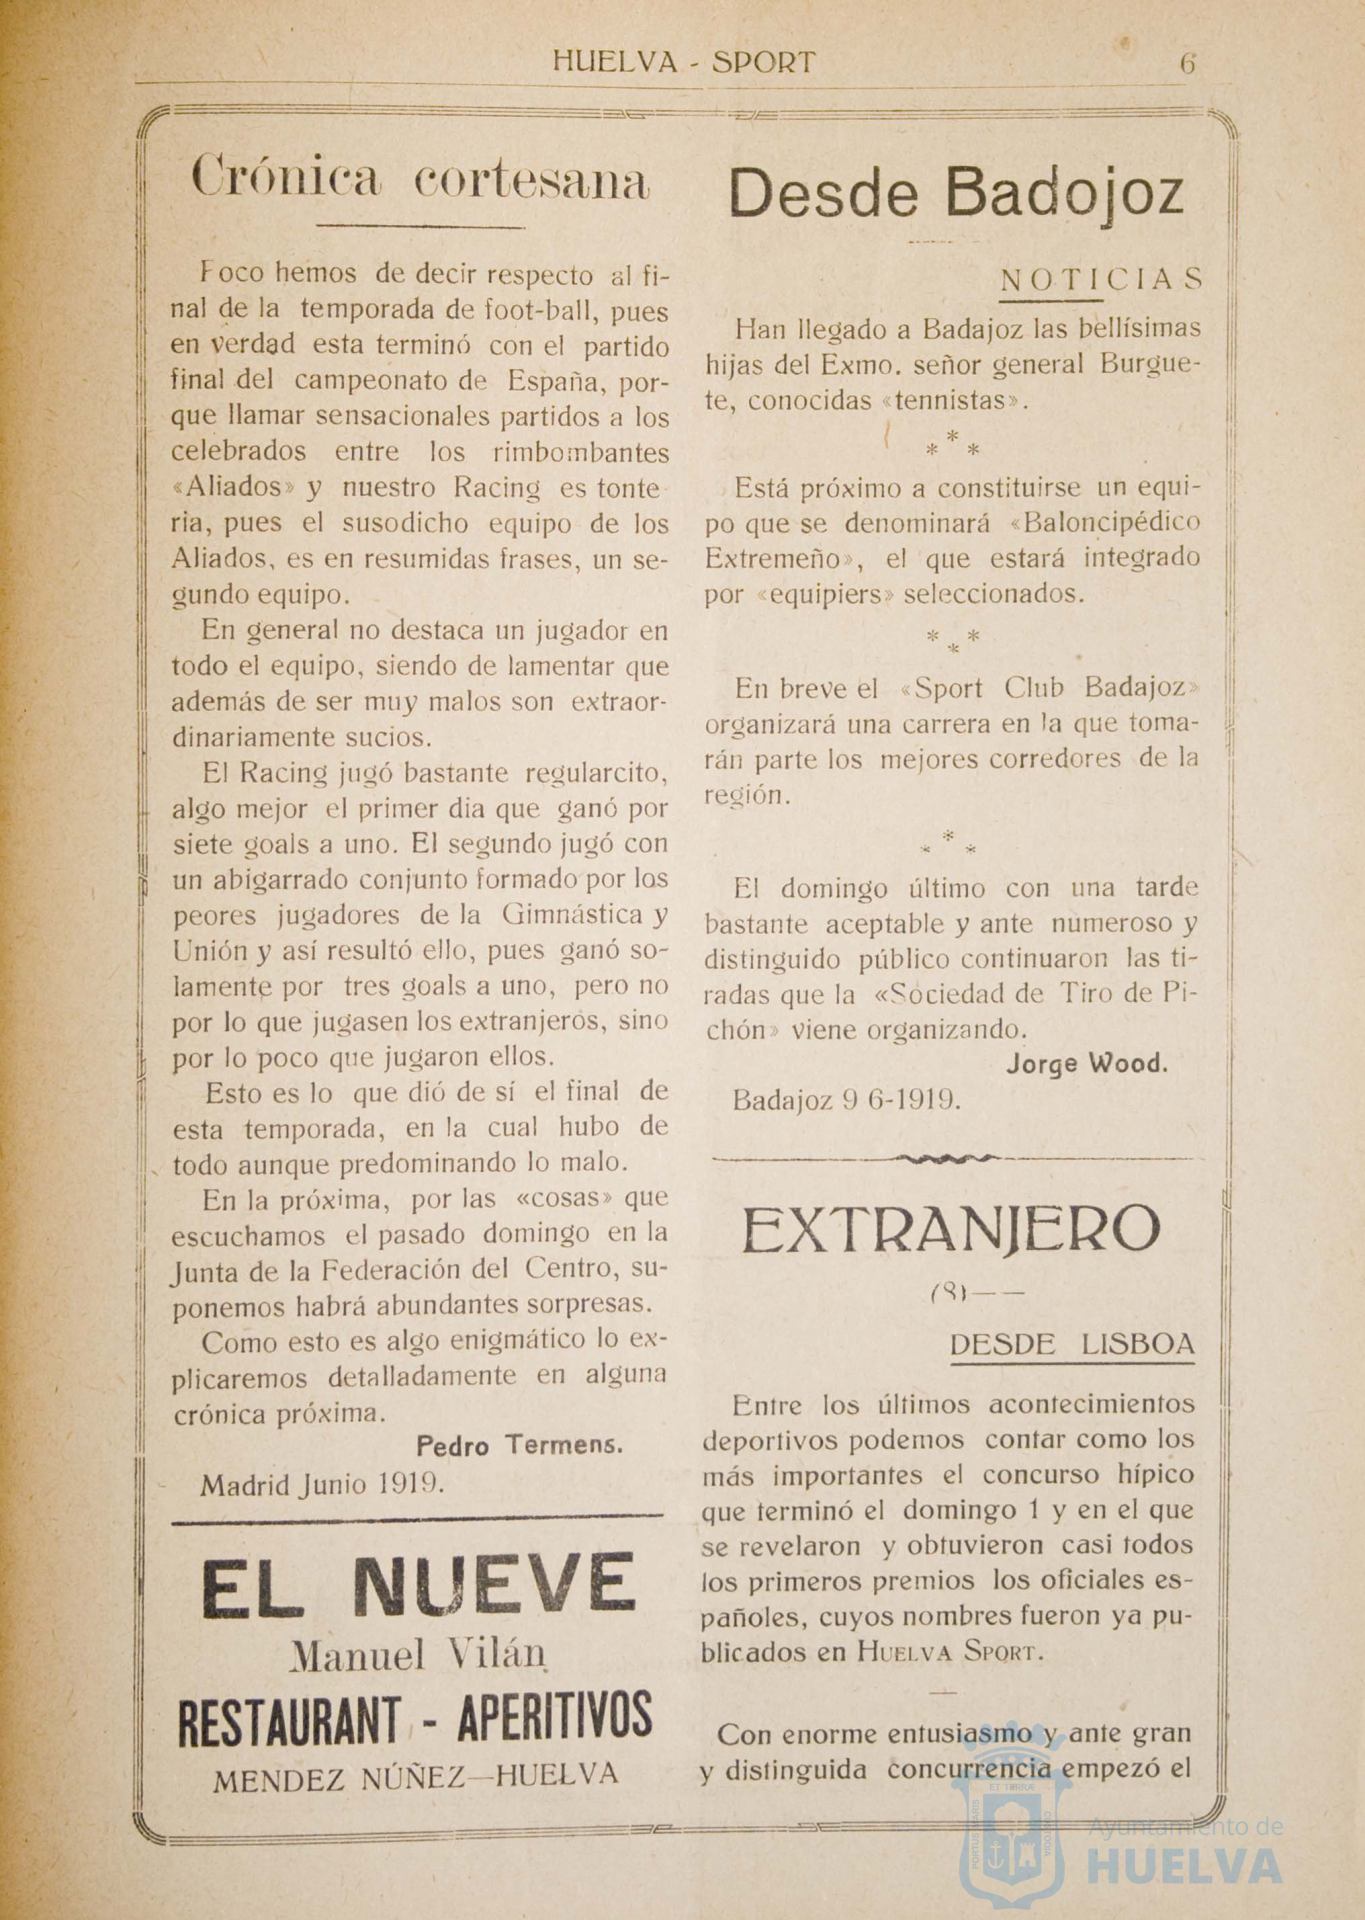 HUELVA - SPORT
6
Crónica cortesana
Foco hemos de decir respecto al fi-
nal de la temporada de foot-ball, pues
en verdad esta terminó con el partido
final del campeonato de España, por-
que llamar sensacionales partidos a los
celebrados entre los rimbombantes
«Aliados» y nuestro Racing es tonte
ria, pues el susodicho equipo de los
Aliados, es en resumidas frases, un se-
gundo equipo.
En general no destaca un jugador en
todo el equipo, siendo de lamentar que
además de ser muy malos son extraor-
dinariamente sucios.
El Racing jugó bastante regularcito,
algo mejor el primer dia que ganó por
siete goals a uno. El segundo jugó con
un abigarrado conjunto formado por los
peores jugadores de la Gimnástica y
Unión y así resultó ello, pues ganó so-
lamente por tres goals a uno, pero no
por lo que jugasen los extranjeros, sino
por lo poco que jugaron ellos.
Esto es lo que dió de sí el final de
esta temporada, en la cual hubo de
todo aunque predominando lo malo.
En la próxima, por las «cosas» que
escuchamos el pasado domingo en la
Junta de la Federación del Centro, su-
ponemos habrá abundantes sorpresas.
Como esto es algo enigmático lo ex-
plicaremos detalladamente en alguna
crónica próxima.
Pedro Termens.
Madrid Junio 1919.
EL NUEVE
Manuel Vilán
RESTAURANT - APERITIVOS
MENDEZ NÚÑEZ—HUELVA
Desde Badojoz
NOTICIAS
Han llegado a Badajoz las bellísimas
hijas del Exmo. señor general Burgue-
te, conocidas «tennistas».
* * *
Está próximo a constituirse un equi-
po que se denominará «Baloncipédico
Extremeño», el que estará integrado
por «equipiers» seleccionados.
* * *
En breve el «Sport Club Badajoz»
organizará una carrera en la que toma-
rán parte los mejores corredores de la
región.
* * *
El domingo último con una tarde
bastante aceptable y ante numeroso y
distinguido público continuaron las ti-
radas que la «Sociedad de Tiro de Pi-
chón» viene organizando.
Jorge Wood.
Badajoz 9 6-1919.
EXTRANJERO
(8)——
DESDE LISBOA
Entre los últimos acontecimientos
deportivos podemos contar como los
más importantes el concurso hípico
que terminó el domingo 1 y en el que
se revelaron y obtuvieron casi todos
los primeros premios los oficiales es-
pañoles, cuyos nombres fueron ya pu-
blicados en HUELVA SPORT.
—
Con enorme entusiasmo y ante gran
y distinguida concurrencia empezó el
Ayuntamiento de
HUELVA